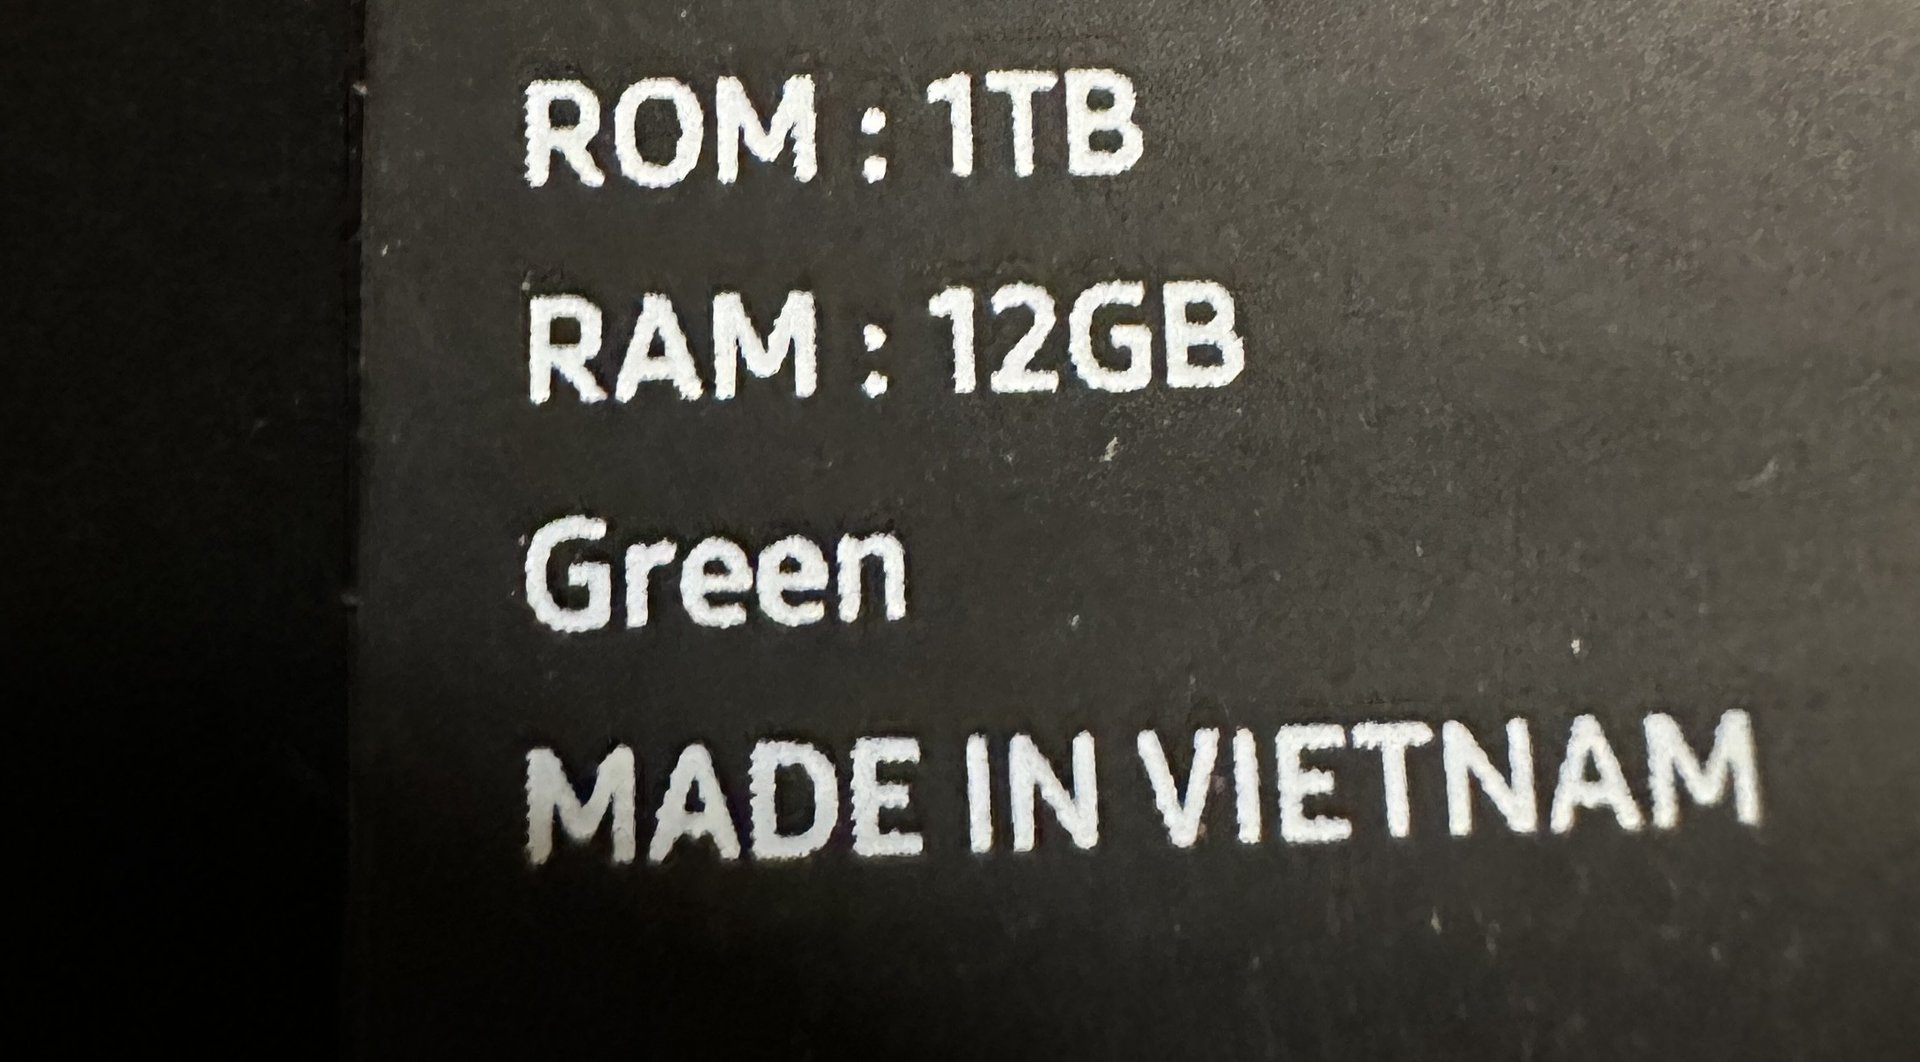 ROM : 1TB
RAM : 12GB
Green
MADE IN VIETNAM